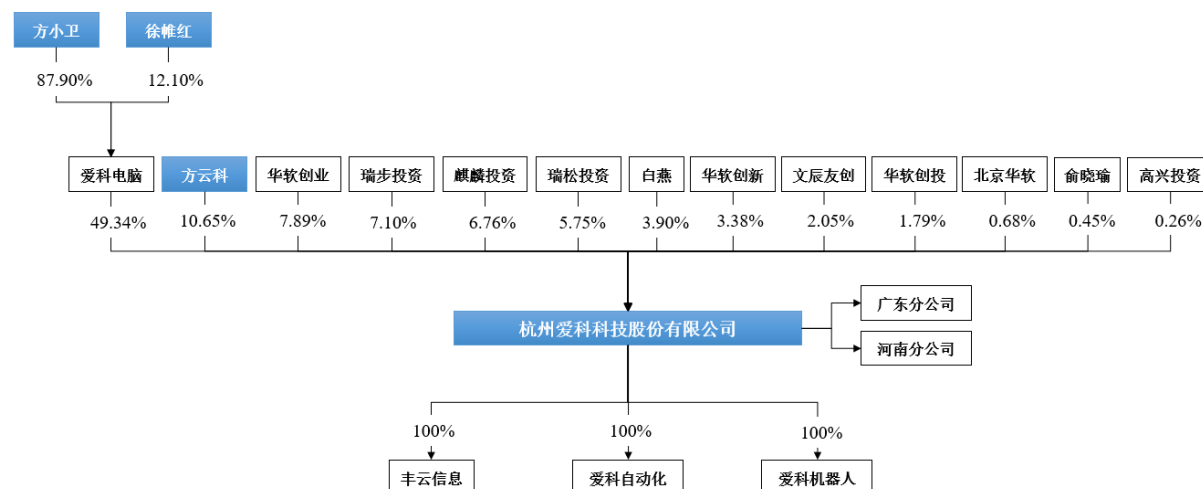 方小卫 徐帷红
87.90% 12.10%
爱科电脑 方云科 华软创业 瑞步投资 麒麟投资 瑞松投资 白燕 华软创新 文辰友创 华软创投 北京华软 俞晓瑜 高兴投资
49.34% 10.65% 7.89% 7.10% 6.76% 5.75% 3.90% 3.38% 2.05% 1.79% 0.68% 0.45% 0.26%
广东分公司
杭州爱科科技股份有限公司
河南分公司
100% 100% 100%
丰云信息 爱科自动化 爱科机器人